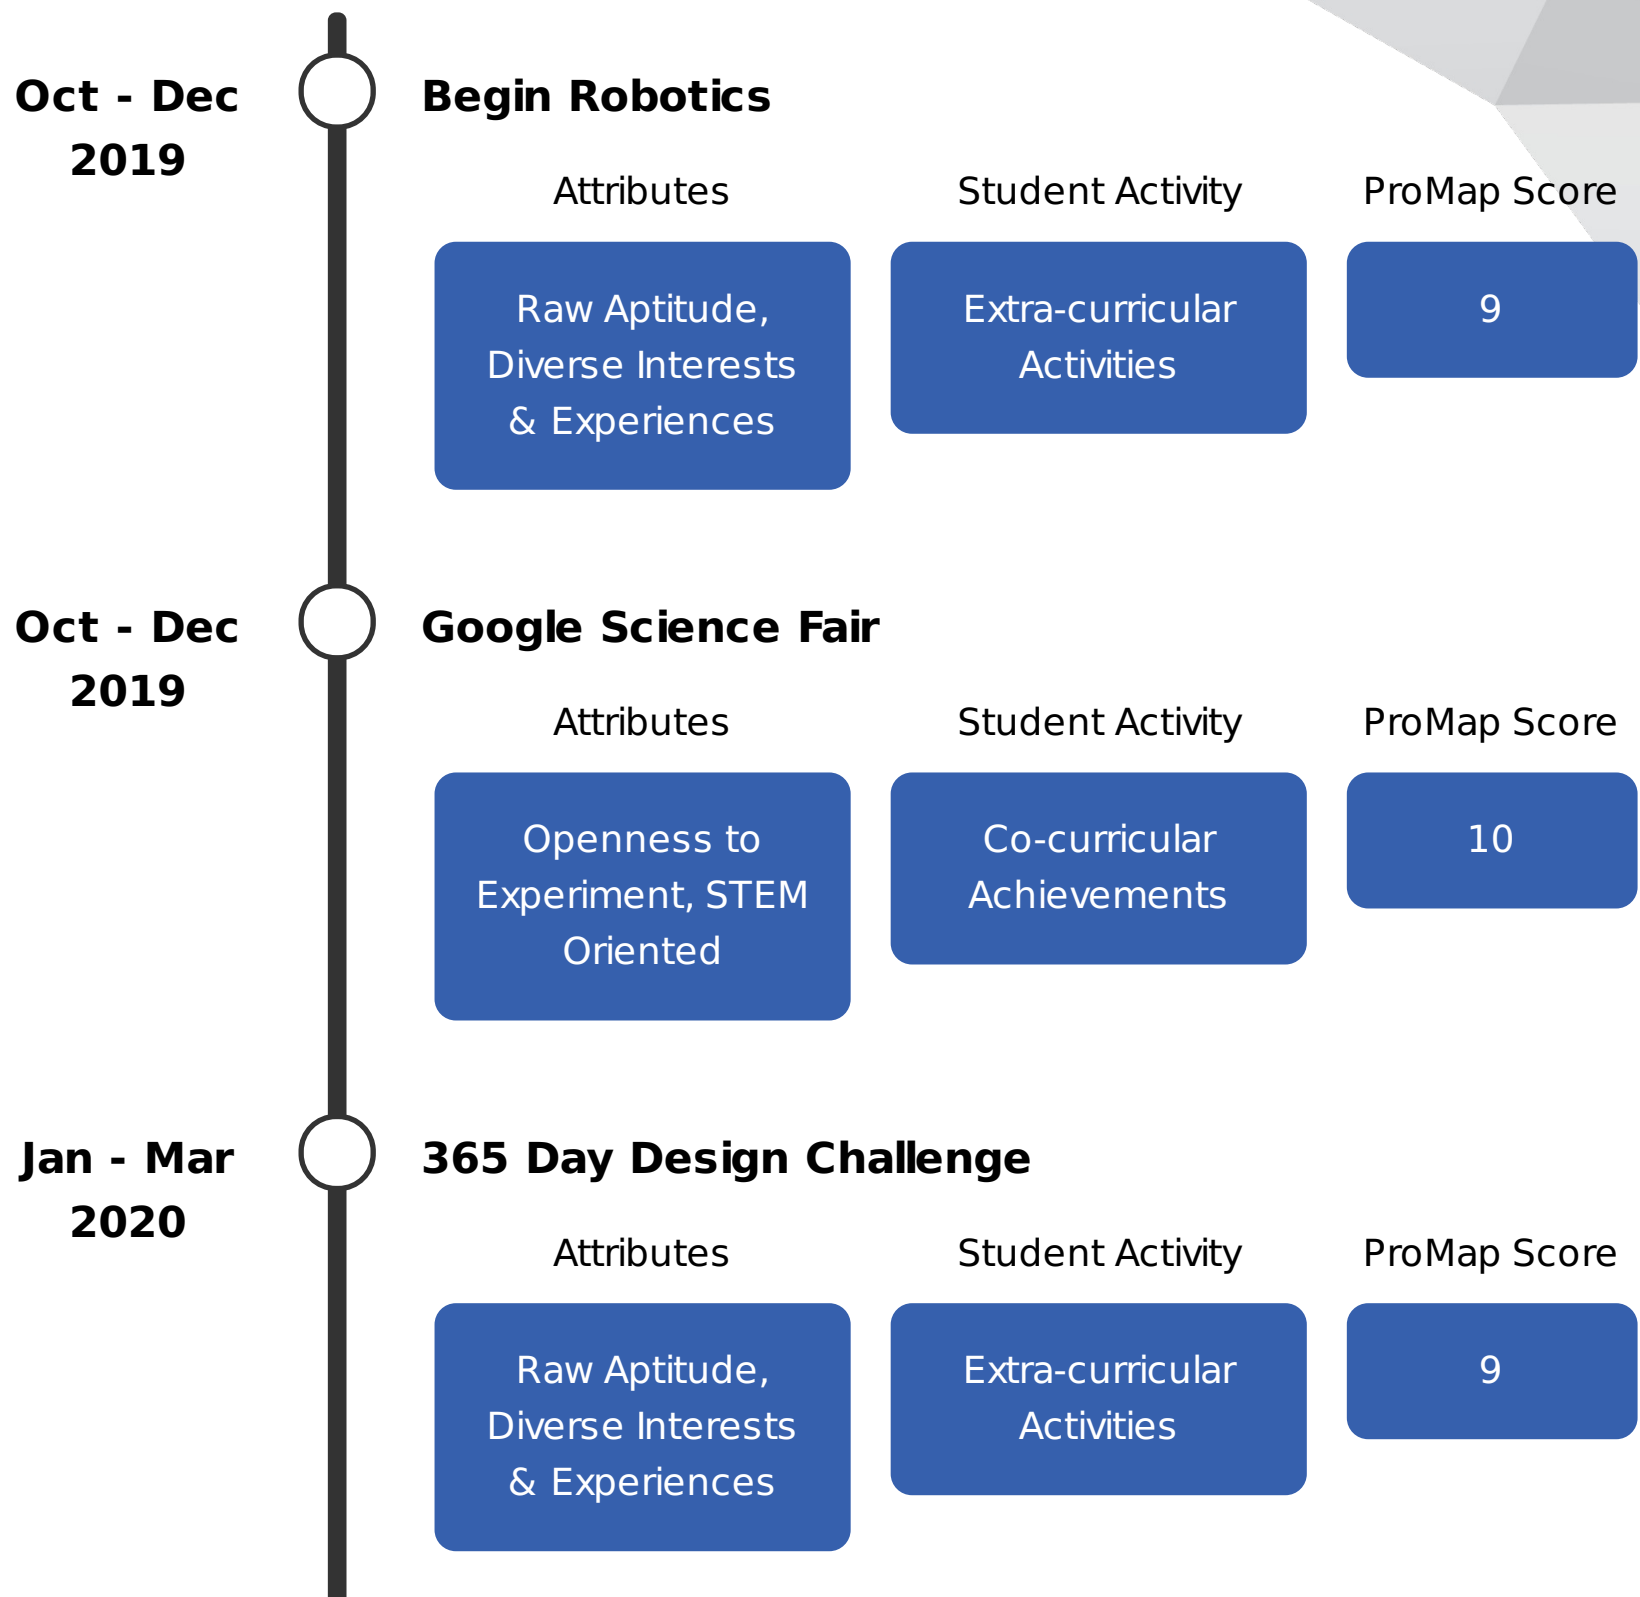 Oct - Dec
2019
Begin Robotics
Attributes
Student Activity
ProMap Score
Raw Aptitude,
Diverse Interests
& Experiences
Extra-curricular
Activities
9
Oct - Dec
2019
Google Science Fair
Attributes
Student Activity
ProMap Score
Openness to
Experiment, STEM
Oriented
Co-curricular
Achievements
10
Jan - Mar
2020
365 Day Design Challenge
Attributes
Student Activity
ProMap Score
Raw Aptitude,
Diverse Interests
& Experiences
Extra-curricular
Activities
9